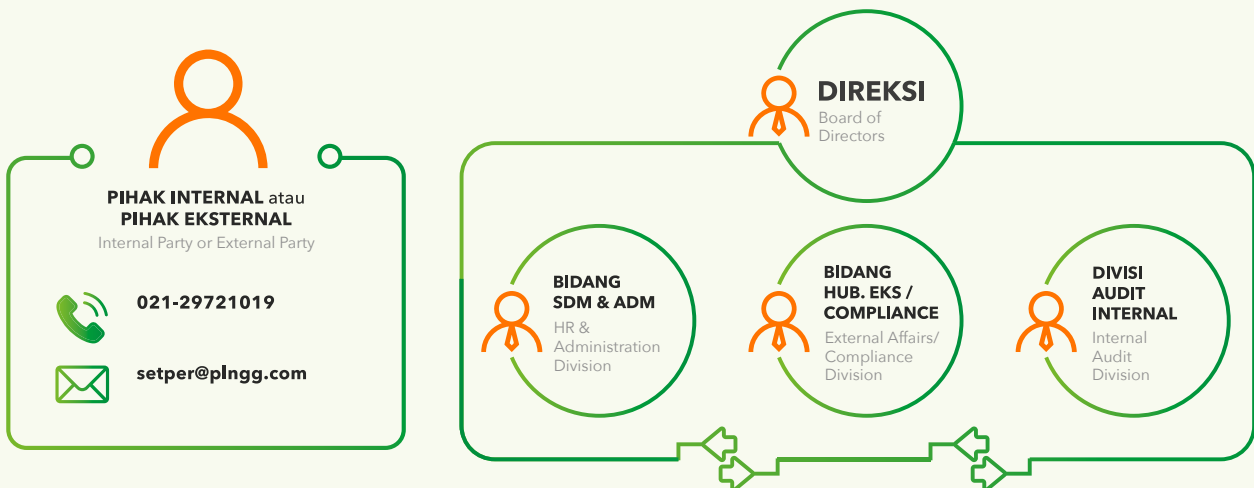 PIHAK INTERNAL atau
PIHAK EKSTERNAL
Internal Party or External Party
021-29721019
setper@plngg.com
DIREKSI
Board of
Directors
BIDANG
SDM & ADM
HR &
Administration
Division
BIDANG
HUB. EKS /
COMPLIANCE
External Affairs/
Compliance
Division
DIVISI
AUDIT
INTERNAL
Internal
Audit
Division